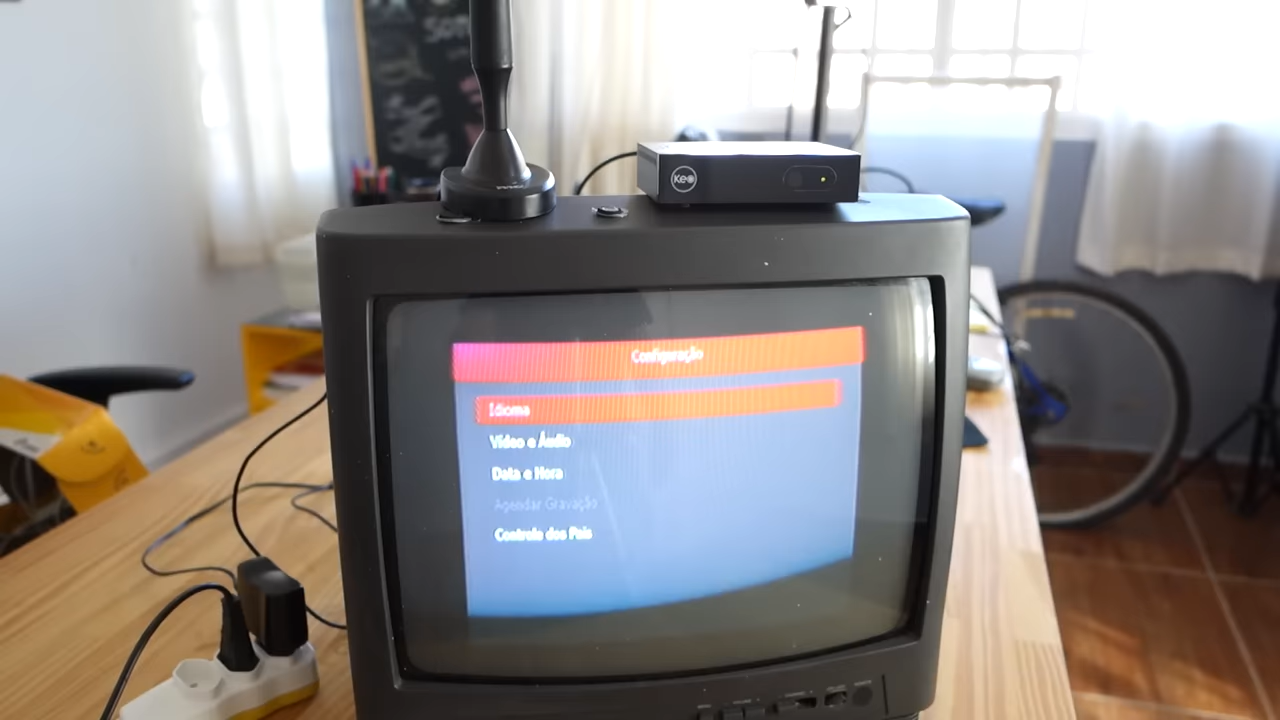 Keo
Configuração
Idioma
Vídeo e Áudio
Data e Hora
Agendar Gravação
Controle dos Pais